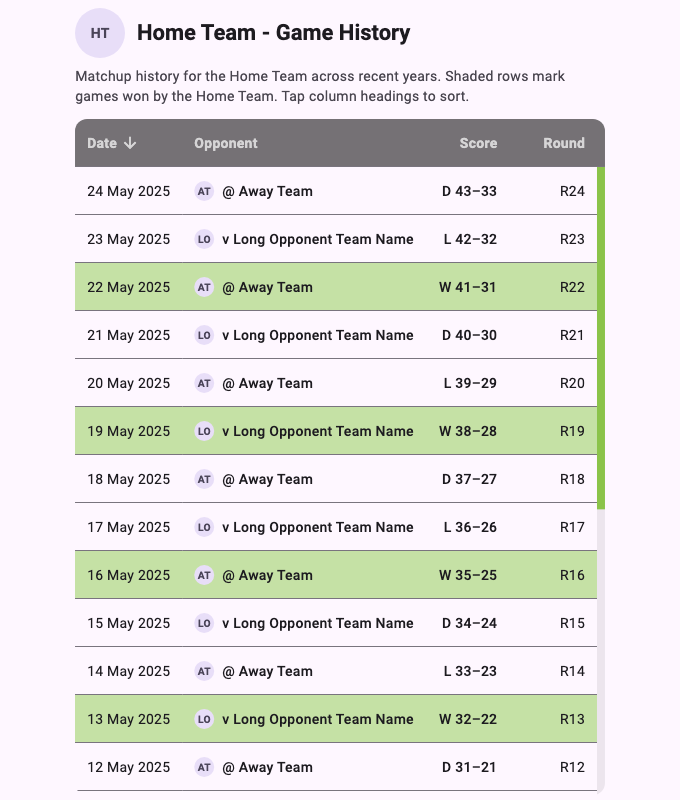 HT Home Team - Game History
Matchup history for the Home Team across recent years. Shaded rows mark
games won by the Home Team. Tap column headings to sort.
Date ↓ Opponent Score Round
24 May 2025 AT @ Away Team D 43–33 R24
23 May 2025 LO v Long Opponent Team Name L 42–32 R23
22 May 2025 AT @ Away Team W 41–31 R22
21 May 2025 LO v Long Opponent Team Name D 40–30 R21
20 May 2025 AT @ Away Team L 39–29 R20
19 May 2025 LO v Long Opponent Team Name W 38–28 R19
18 May 2025 AT @ Away Team D 37–27 R18
17 May 2025 LO v Long Opponent Team Name L 36–26 R17
16 May 2025 AT @ Away Team W 35–25 R16
15 May 2025 LO v Long Opponent Team Name D 34–24 R15
14 May 2025 AT @ Away Team L 33–23 R14
13 May 2025 LO v Long Opponent Team Name W 32–22 R13
12 May 2025 AT @ Away Team D 31–21 R12